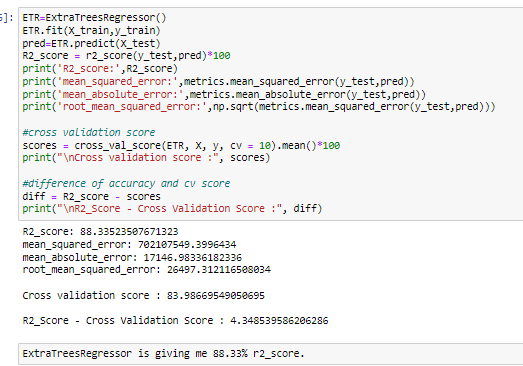 ]: ETR=ExtraTreesRegressor()
ETR.fit(X_train,y_train)
pred=ETR.predict(X_test)
R2_score = r2_score(y_test,pred)*100
print('R2_score:',R2_score)
print('mean_squared_error:',metrics.mean_squared_error(y_test,pred))
print('mean_absolute_error:',metrics.mean_absolute_error(y_test,pred))
print('root_mean_squared_error:',np.sqrt(metrics.mean_squared_error(y_test,pred)))
#cross validation score
scores = cross_val_score(ETR, X, y, cv = 10).mean()*100
print("\nCross validation score :", scores)
#difference of accuracy and cv score
diff = R2_score - scores
print("\nR2_Score - Cross Validation Score :", diff)
R2_score: 88.33523507671323
mean_squared_error: 702107549.3996434
mean_absolute_error: 17146.98336182336
root_mean_squared_error: 26497.312116508034
Cross validation score : 83.98669549050695
R2_Score - Cross Validation Score : 4.348539586206286
ExtraTreesRegressor is giving me 88.33% r2_score.